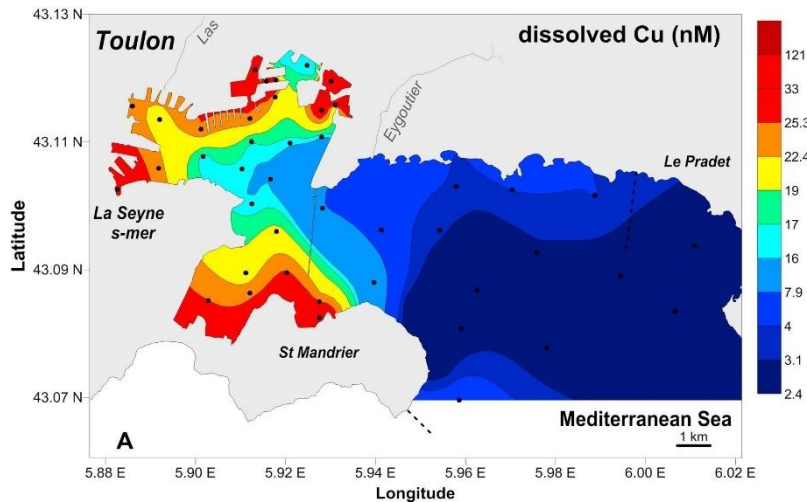 43.13
43.11
43.09
43.07
Latitude
Toulon
Las
dissolved Cu (nM)
Eygoutier
Le Pradet
La Seyne
s-mer
St Mandrier
A
Mediterranean Sea
1 km
5.88 E 5.90 E 5.92 E 5.94 E 5.96 E 5.98 E 6.00 E 6.02 E
Longitude
121
33
25.3
22.4
19
17
16
7.9
4
3.1
2.4